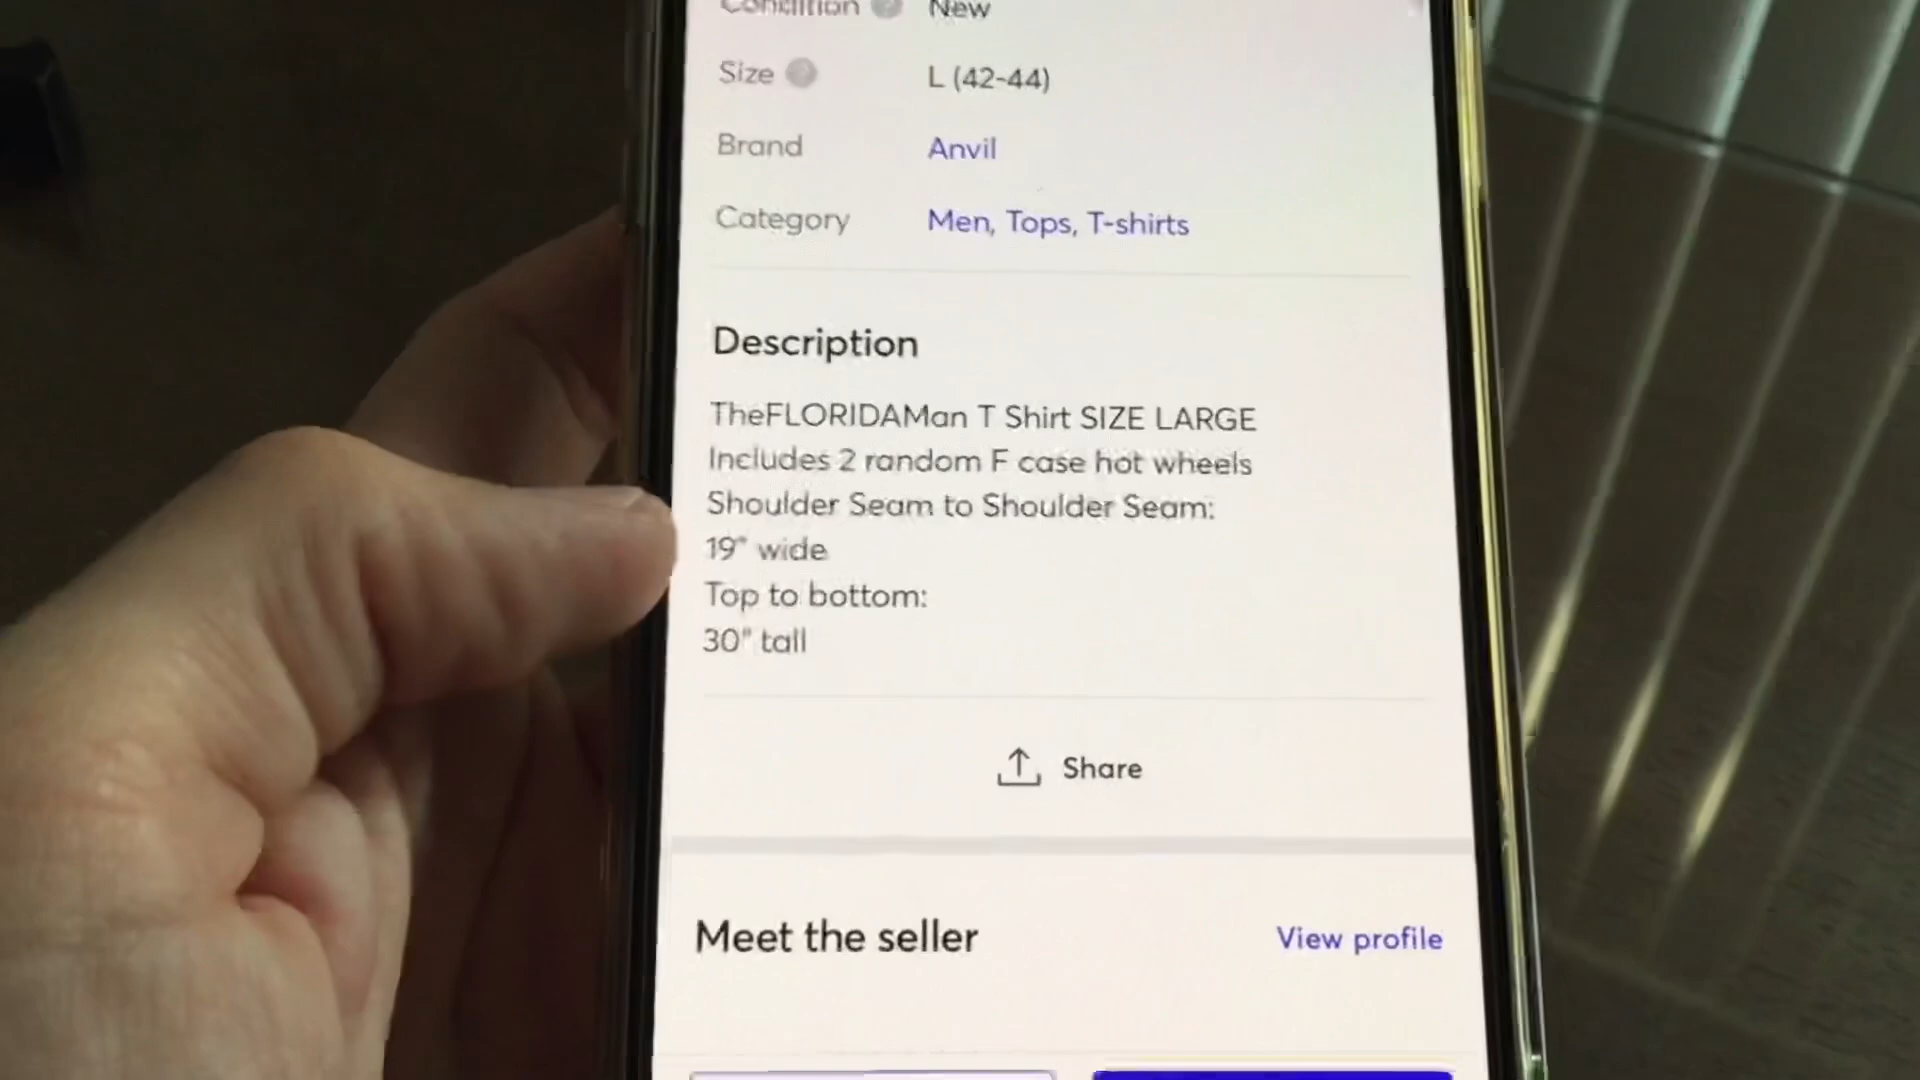 Condition New
Size L (42-44)
Brand Anvil
Category Men, Tops, T-shirts
Description
TheFLORIDAMan T Shirt SIZE LARGE
Includes 2 random F case hot wheels
Shoulder Seam to Shoulder Seam:
19" wide
Top to bottom:
30" tall
Share
Meet the seller View profile